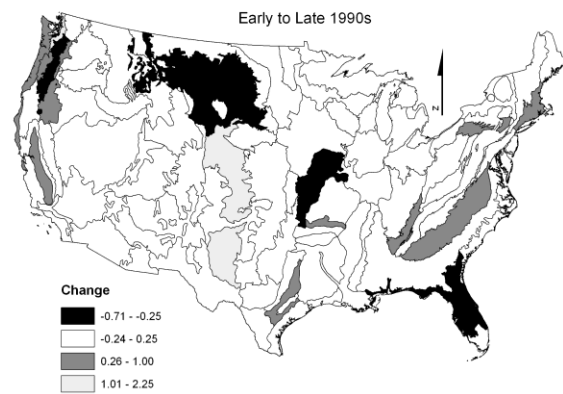 Early to Late 1990s
N
Change
-0.71 - -0.25
-0.24 - 0.25
0.26 - 1.00
1.01 - 2.25